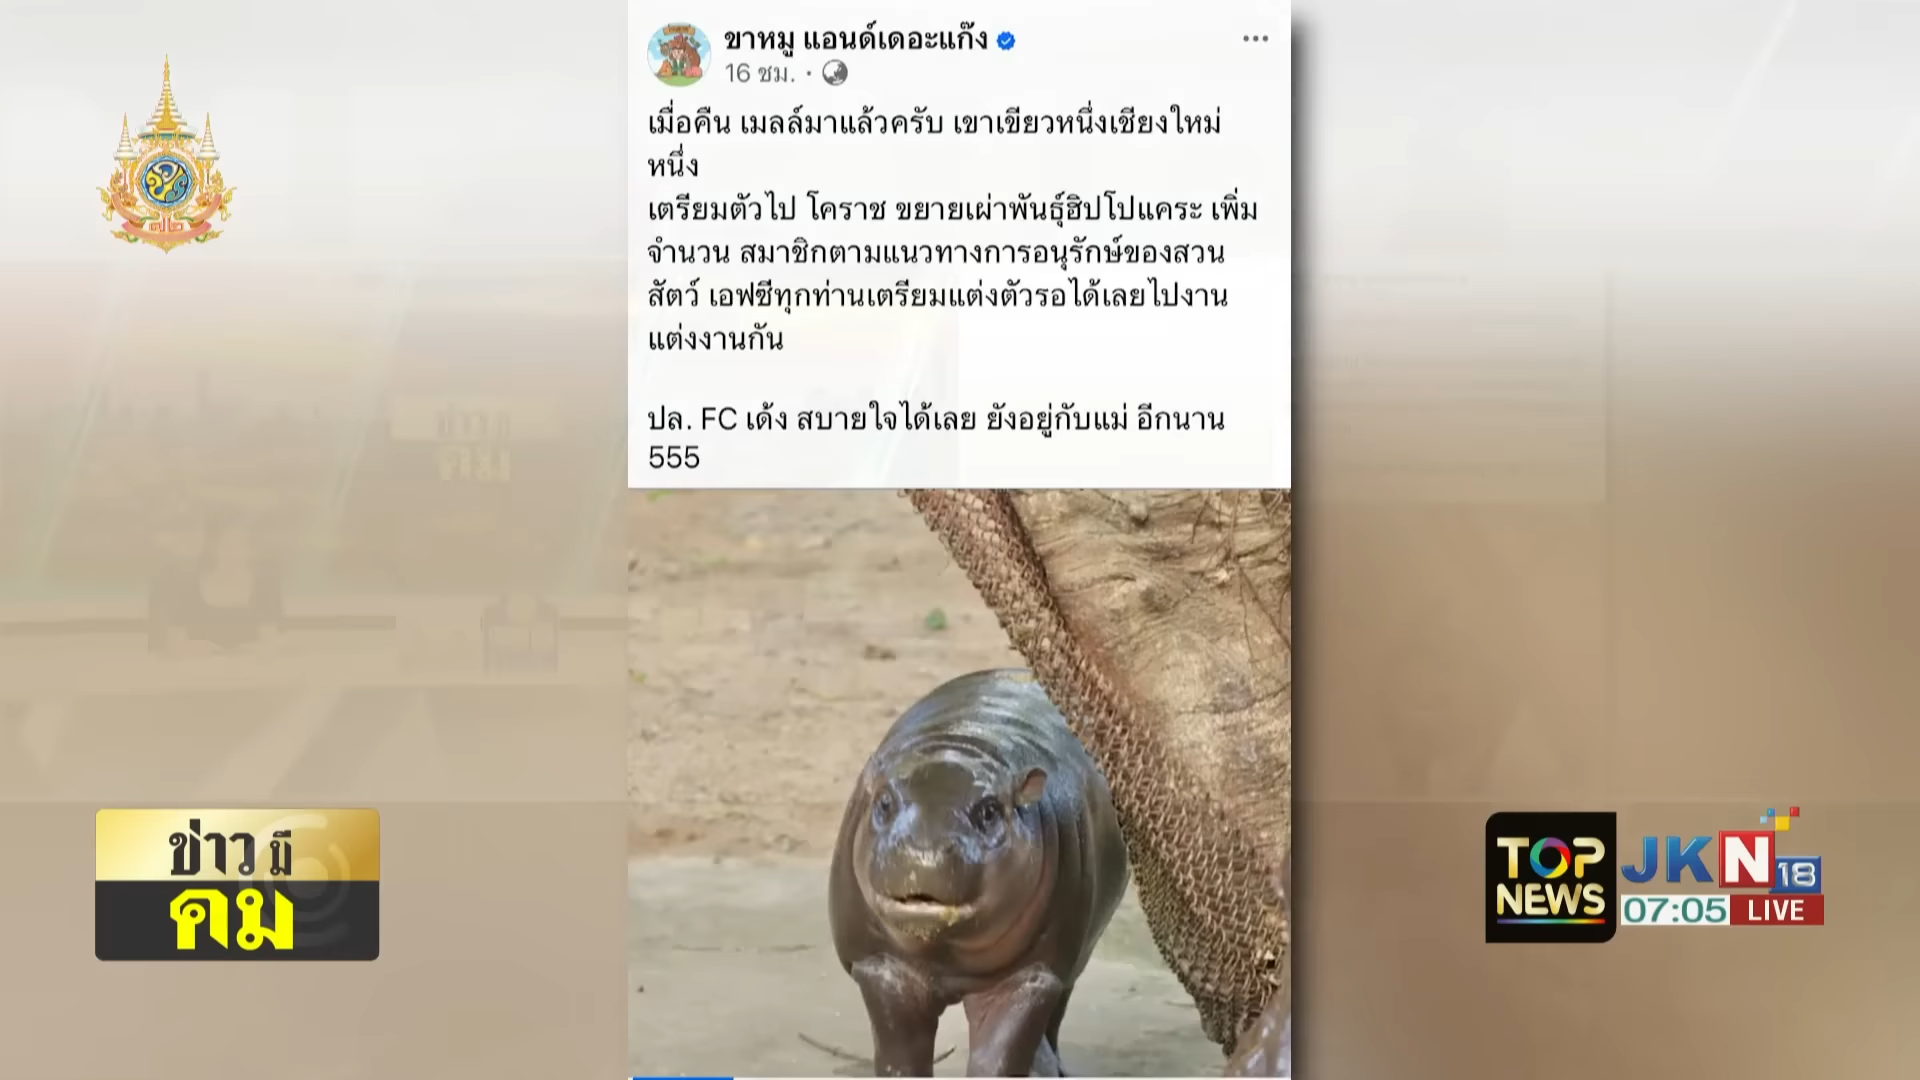 ขาหมู แอนด์เดอะแก๊ง
16 ชม. ·
เมื่อคืน เมลล์มาแล้วครับ เขาเขียวหนึ่งเชียงใหม่
หนึ่ง
เตรียมตัวไป โคราช ขยายเผ่าพันธุ์ฮิปโปแคระ เพิ่ม
จำนวน สมาชิกตามแนวทางการอนุรักษ์ของสวน
สัตว์ เอฟซีทุกท่านเตรียมแต่งตัวรอได้เลยไปงาน
แต่งงานกัน
ปล. FC เด้ง สบายใจได้เลย ยังอยู่กับแม่ อีกนาน
555
ข่าวมี
คม
TOP
NEWS
JKN
18
07:05 LIVE